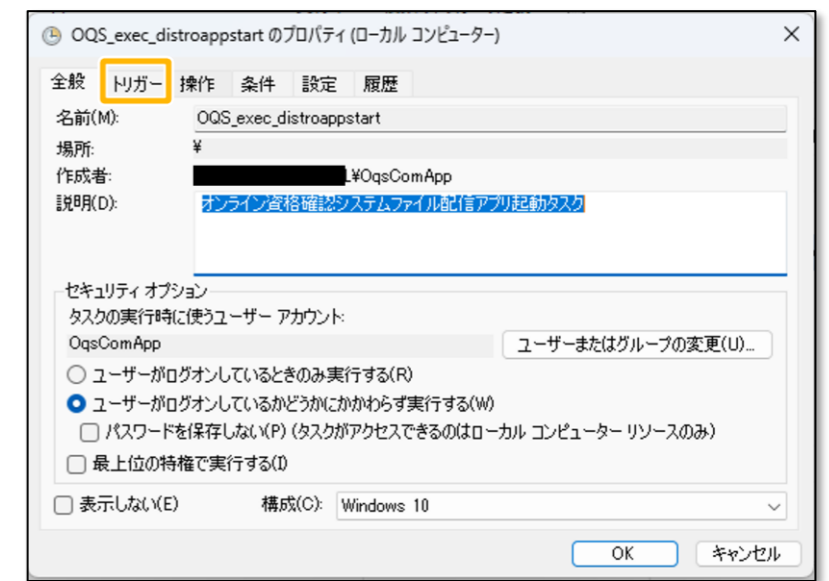 OQS_exec_distroappstart のプロパティ (ローカル コンピューター)
全般 トリガー 操作 条件 設定 履歴
名前(M): OQS_exec_distroappstart
場所: ¥
作成者: L¥OqsComApp
説明(D): オンライン資格確認システムファイル配信アプリ起動タスク
セキュリティ オプション
タスクの実行時に使うユーザー アカウント:
OqsComApp ユーザーまたはグループの変更(U)...
ユーザーがログオンしているときのみ実行する(R)
ユーザーがログオンしているかどうかにかかわらず実行する(W)
パスワードを保存しない(P) (タスクがアクセスできるのはローカル コンピューター リソースのみ)
最上位の特権で実行する(I)
表示しない(E) 構成(C): Windows 10
OK キャンセル